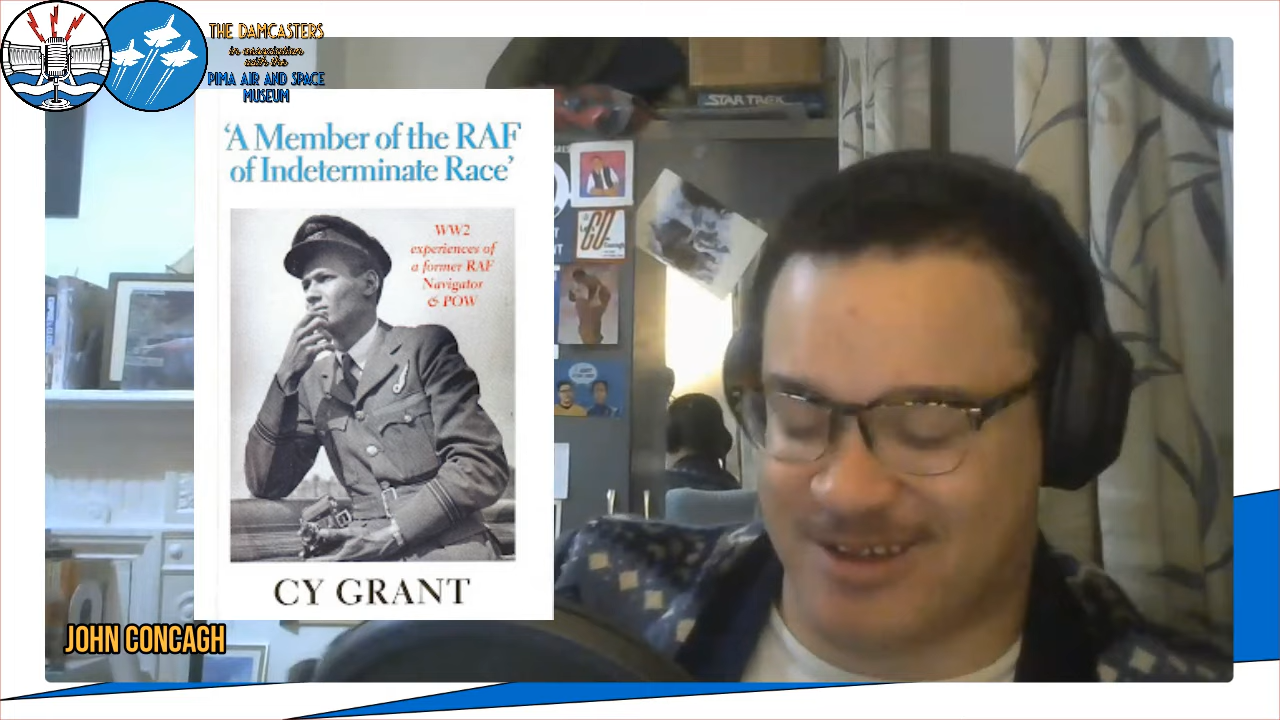 THE DAMCASTERS
in association
with the
PIMA AIR AND SPACE
MUSEUM
'A Member of the RAF
of Indeterminate Race'
WW2
experiences of
a former RAF
Navigator
& POW
CY GRANT
STAR TREK
GO
JOHN CONCAGH